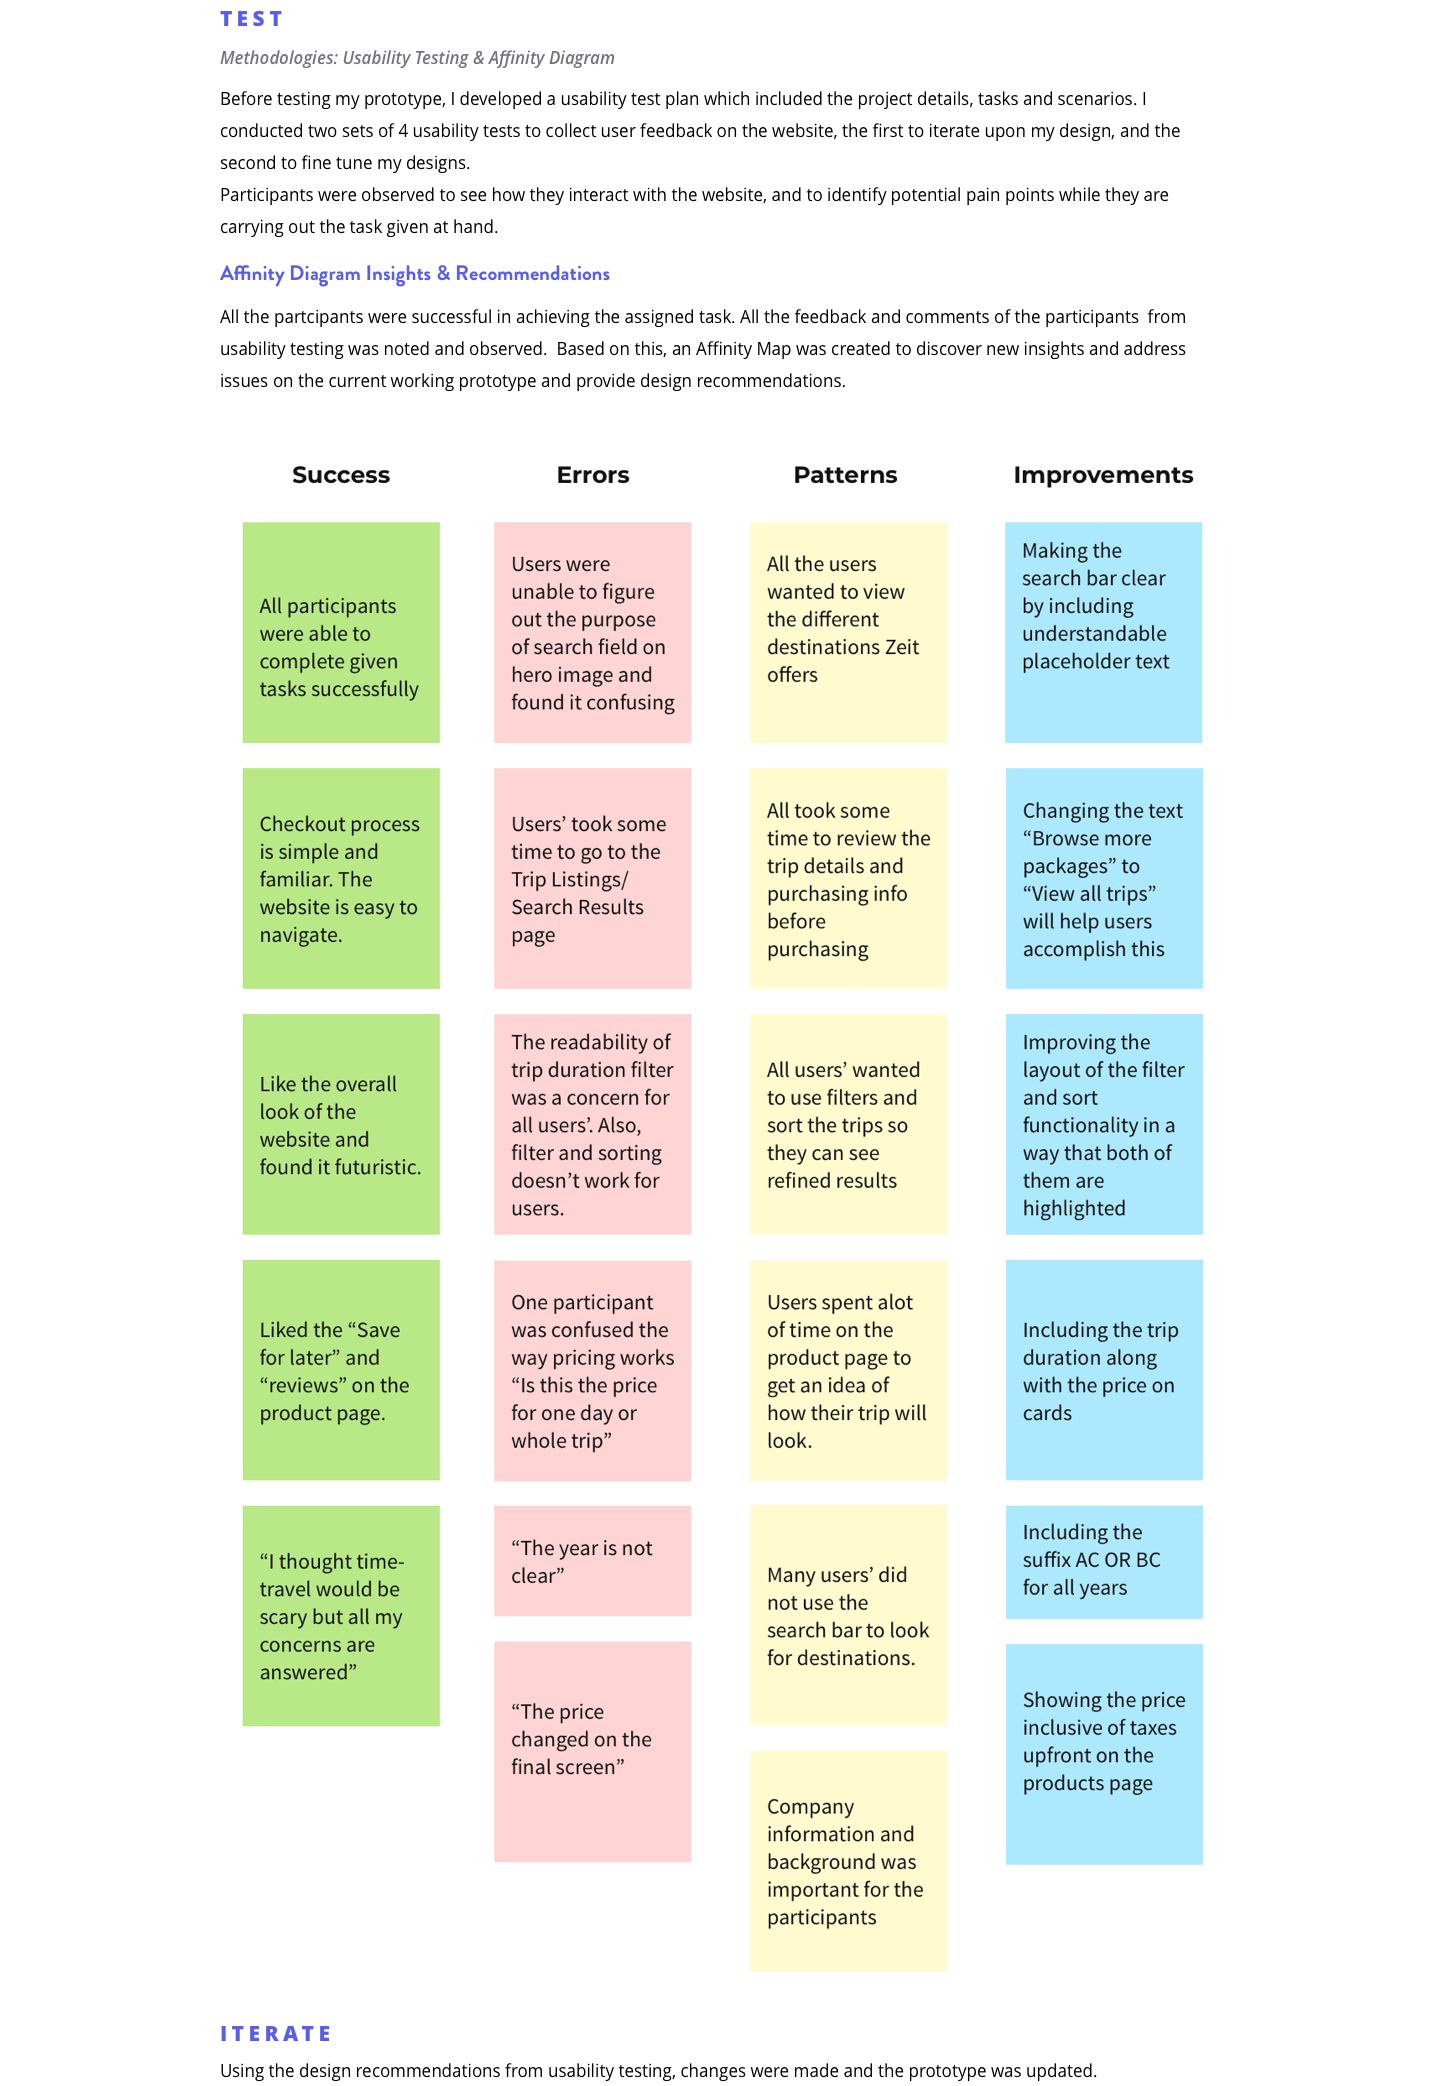 TEST
Methodologies: Usability Testing & Affinity Diagram
Before testing my prototype, I developed a usability test plan which included the project details, tasks and scenarios. I
conducted two sets of 4 usability tests to collect user feedback on the website, the first to iterate upon my design, and the
second to fine tune my designs.
Participants were observed to see how they interact with the website, and to identify potential pain points while they are
carrying out the task given at hand.
Affinity Diagram Insights & Recommendations
All the partcipants were successful in achieving the assigned task. All the feedback and comments of the participants  from
usability testing was noted and observed.  Based on this, an Affinity Map was created to discover new insights and address
issues on the current working prototype and provide design recommendations.
Success
All participants
were able to
complete given
tasks successfully
Checkout process
is simple and
familiar. The
website is easy to
navigate.
Like the overall
look of the
website and
found it futuristic.
Liked the “Save
for later” and
“reviews” on the
product page.
“I thought time-
travel would be
scary but all my
concerns are
answered”
Errors
Users were
unable to figure
out the purpose
of search field on
hero image and
found it confusing
Users’ took some
time to go to the
Trip Listings/
Search Results
page
The readability of
trip duration filter
was a concern for
all users’. Also,
filter and sorting
doesn’t work for
users.
One participant
was confused the
way pricing works
“Is this the price
for one day or
whole trip”
“The year is not
clear”
“The price
changed on the
final screen”
Patterns
All the users
wanted to view
the different
destinations Zeit
offers
All took some
time to review the
trip details and
purchasing info
before
purchasing
All users’ wanted
to use filters and
sort the trips so
they can see
refined results
Users spent alot
of time on the
product page to
get an idea of
how their trip will
look.
Many users’ did
not use the
search bar to look
for destinations.
Company
information and
background was
important for the
participants
Improvements
Making the
search bar clear
by including
understandable
placeholder text
Changing the text
“Browse more
packages” to
“View all trips”
will help users
accomplish this
Improving the
layout of the filter
and sort
functionality in a
way that both of
them are
highlighted
Including the trip
duration along
with the price on
cards
Including the
suffix AC OR BC
for all years
Showing the price
inclusive of taxes
upfront on the
products page
ITERATE
Using the design recommendations from usability testing, changes were made and the prototype was updated.